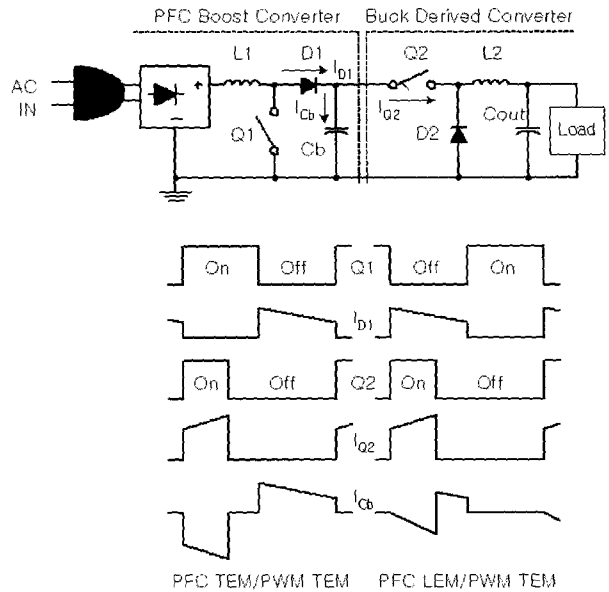 PFC Boost Converter Buck Derived Converter
L1 D1 I_D1 Q2 L2
AC
IN
+
−
Q1
I_Cb
Cb
I_Q2
D2
Cout
Load
On Off Q1 Off On
I_D1
On Off Q2 On Off
I_Q2
I_Cb
PFC TEM/PWM TEM PFC LEM/PWM TEM